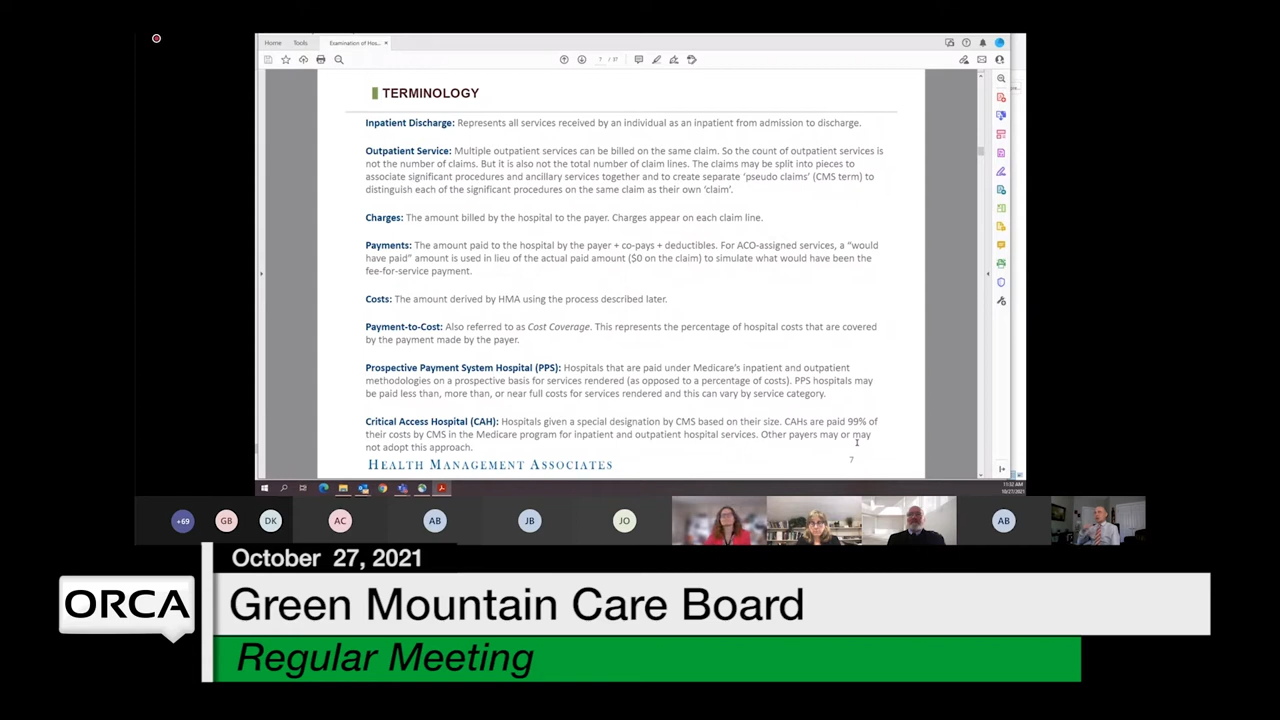 Home Tools Examination of Hos... ×
7 / 37
TERMINOLOGY
Inpatient Discharge: Represents all services received by an individual as an inpatient from admission to discharge.
Outpatient Service: Multiple outpatient services can be billed on the same claim. So the count of outpatient services is
not the number of claims. But it is also not the total number of claim lines. The claims may be split into pieces to
associate significant procedures and ancillary services together and to create separate 'pseudo claims' (CMS term) to
distinguish each of the significant procedures on the same claim as their own 'claim'.
Charges: The amount billed by the hospital to the payer. Charges appear on each claim line.
Payments: The amount paid to the hospital by the payer + co-pays + deductibles. For ACO-assigned services, a "would
have paid" amount is used in lieu of the actual paid amount ($0 on the claim) to simulate what would have been the
fee-for-service payment.
Costs: The amount derived by HMA using the process described later.
Payment-to-Cost: Also referred to as Cost Coverage. This represents the percentage of hospital costs that are covered
by the payment made by the payer.
Prospective Payment System Hospital (PPS): Hospitals that are paid under Medicare's inpatient and outpatient
methodologies on a prospective basis for services rendered (as opposed to a percentage of costs). PPS hospitals may
be paid less than, more than, or near full costs for services rendered and this can vary by service category.
Critical Access Hospital (CAH): Hospitals given a special designation by CMS based on their size. CAHs are paid 99% of
their costs by CMS in the Medicare program for inpatient and outpatient hospital services. Other payers may or may
not adopt this approach.
HEALTH MANAGEMENT ASSOCIATES
7
11:32 AM
10/27/2021
+69 GB DK AC AB JB JO AB
October 27, 2021
ORCA
Green Mountain Care Board
Regular Meeting